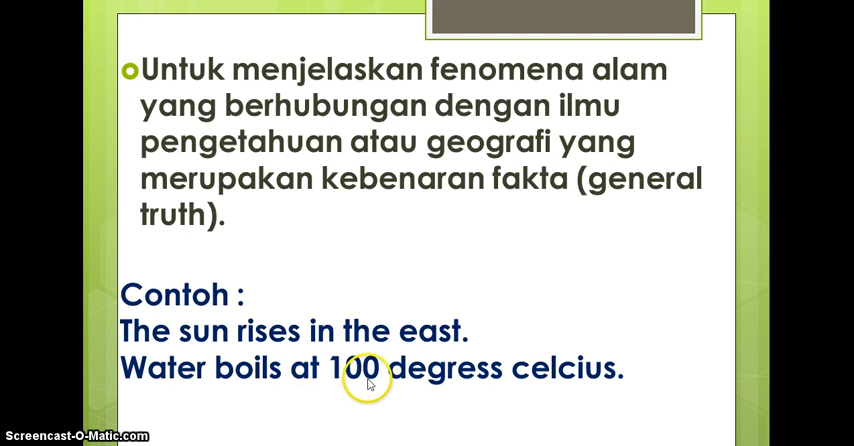 Untuk menjelaskan fenomena alam
yang berhubungan dengan ilmu
pengetahuan atau geografi yang
merupakan kebenaran fakta (general
truth).
Contoh :
The sun rises in the east.
Water boils at 100 degress celcius.
Screencast-O-Matic.com